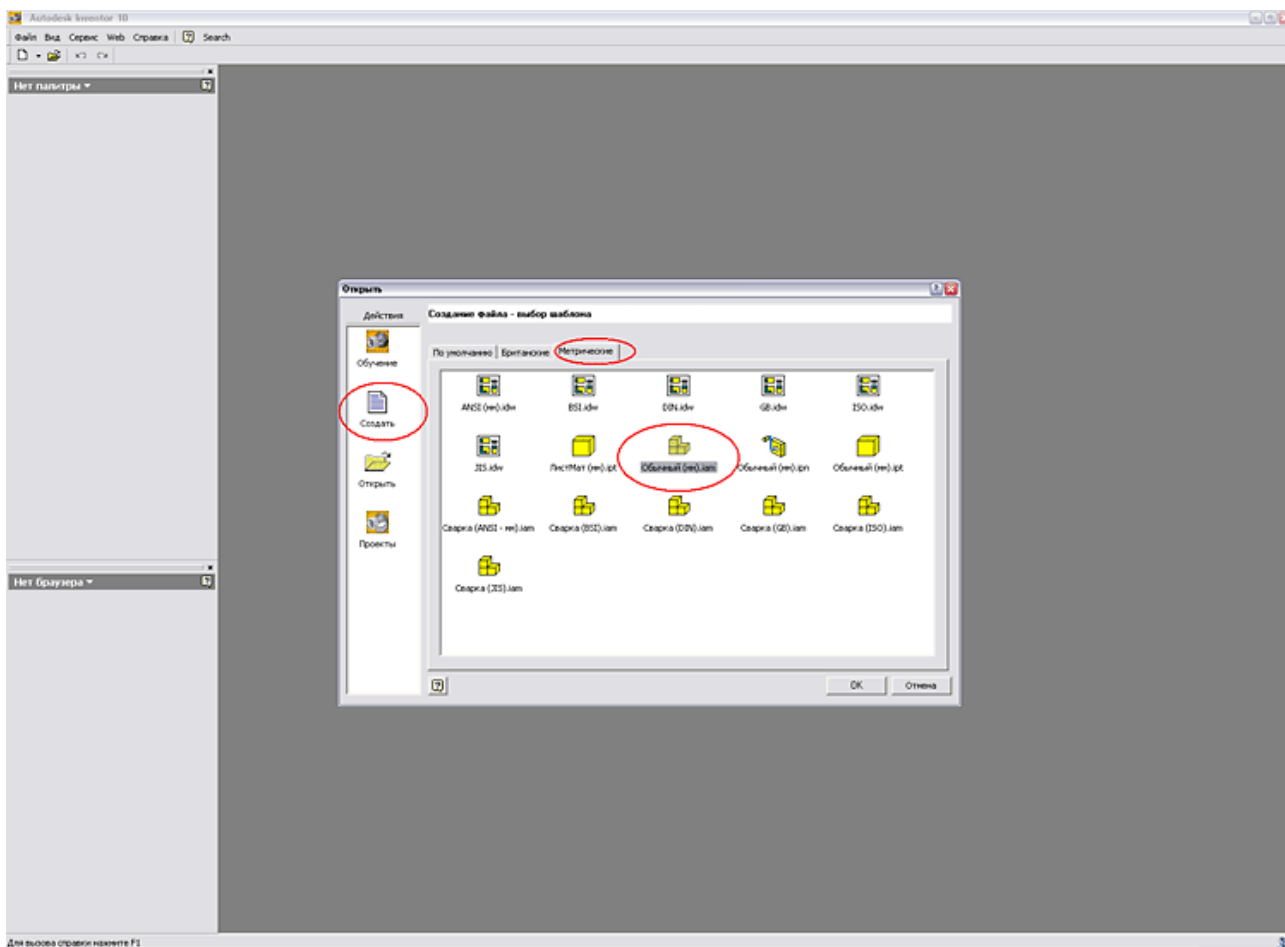 Autodesk Inventor 10
Файл Вид Сервис Web Справка Search
Нет палитры
Открыть
Действия
Создание файла - выбор шаблона
Обучение
По умолчанию Британские Метрические
ANSI (мм).idw BSI.idw DIN.idw GB.idw ISO.idw
Создать
JIS.idw ЛистМат (мм).ipt Обычный (мм).iam Обычный (мм).ipn Обычный (мм).ipt
Открыть
Сварка (ANSI - мм).iam Сварка (BSI).iam Сварка (DIN).iam Сварка (GB).iam Сварка (ISO).iam
Проекты
Сварка (JIS).iam
Нет браузера
OK Отмена
Для вызова справки нажмите F1